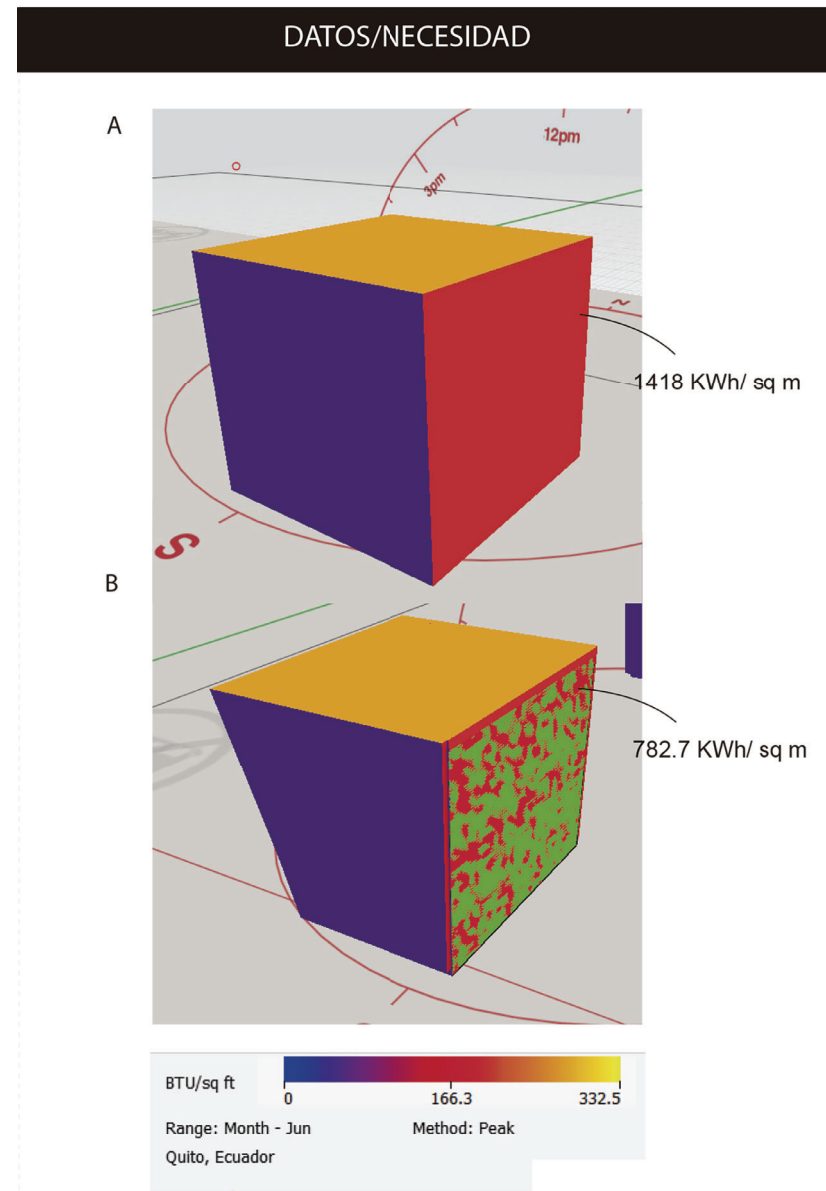 DATOS/NECESIDAD
A
12pm
3pm
N
1418 KWh/ sq m
S
B
782.7 KWh/ sq m
BTU/sq ft
0
166.3
332.5
Range: Month - Jun
Method: Peak
Quito, Ecuador